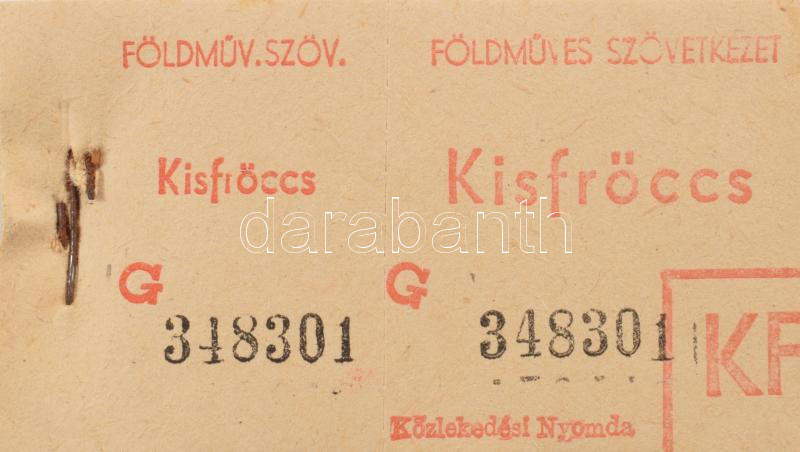 FÖLDMŰV.SZÖV.
Kisfröccs
G
348301
FÖLDMŰVES SZÖVETKEZET
Kisfröccs
G
348301
KF
Közlekedési Nyomda
darabanth